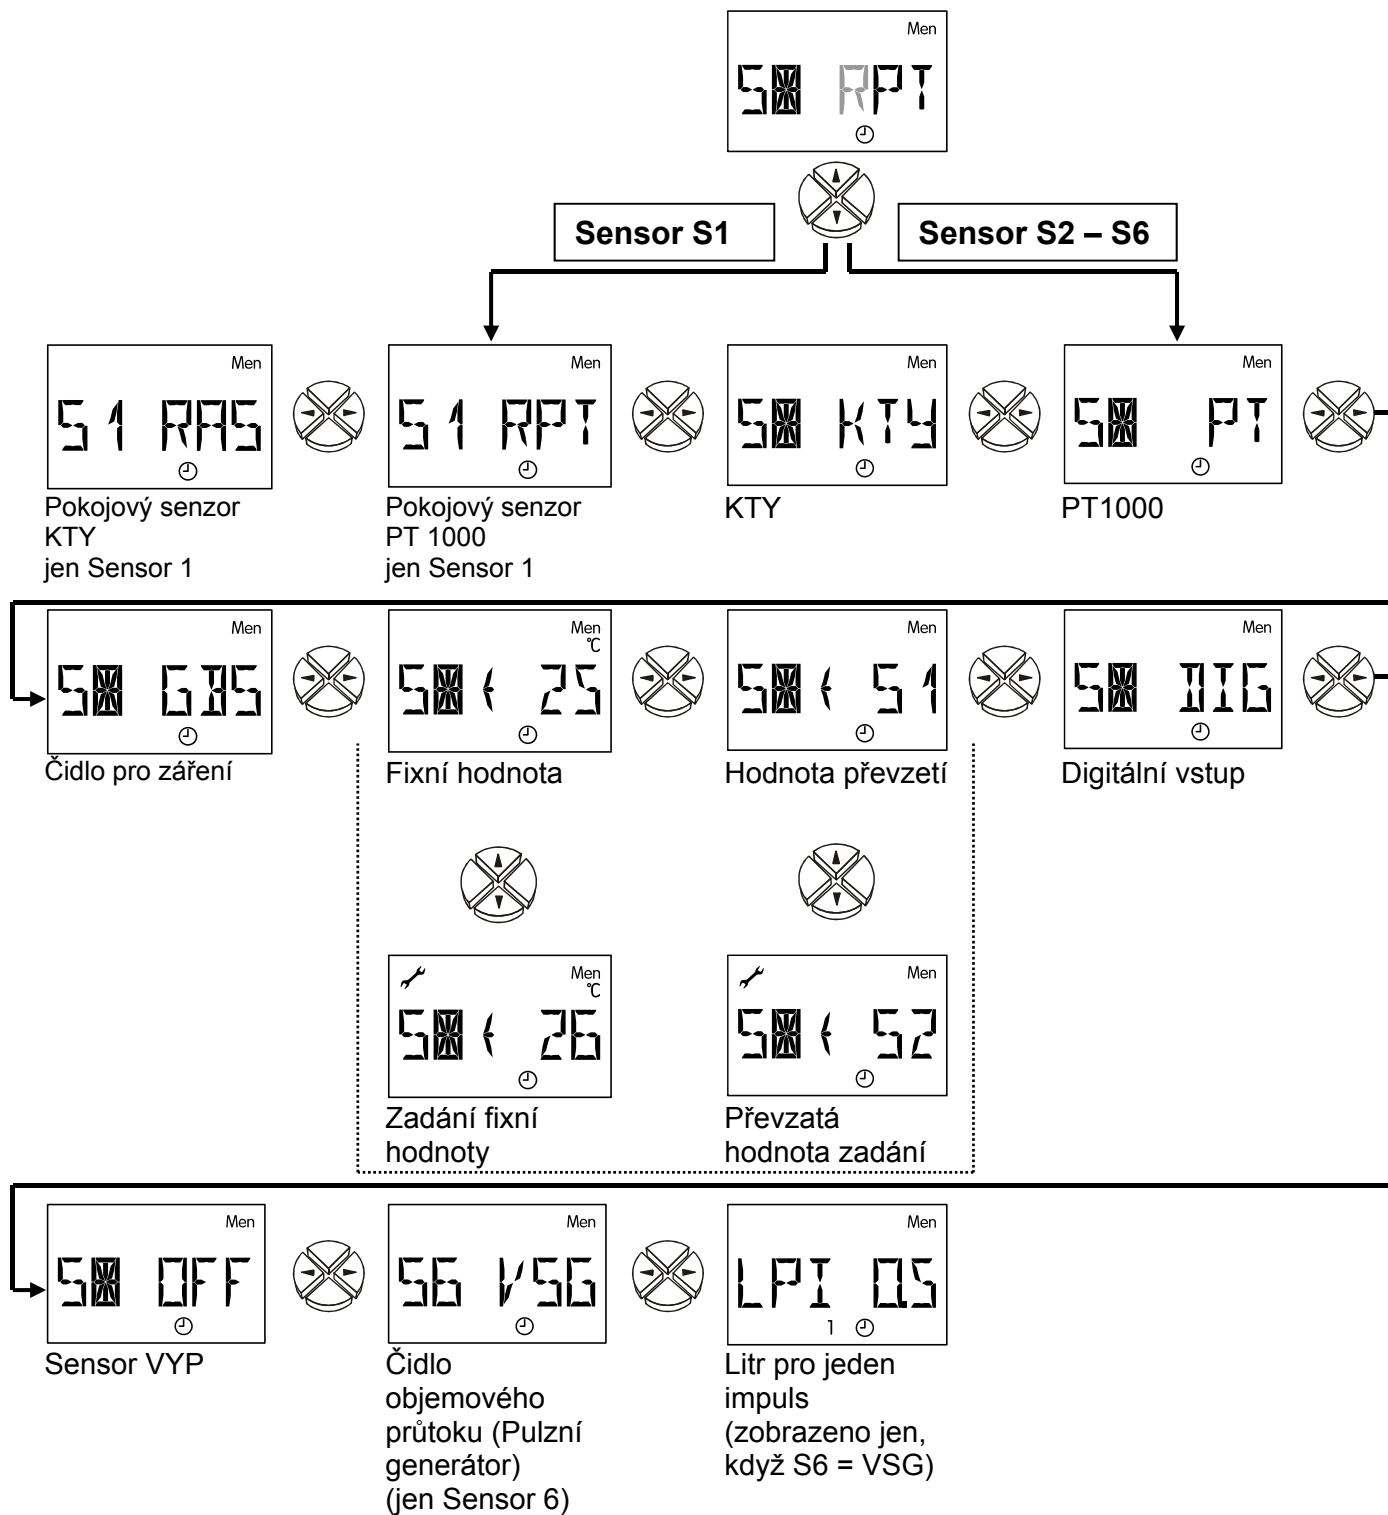 Men
S※ RPT
Sensor S1
Sensor S2 – S6
Men
S1 RAS
Men
S1 RPT
Men
S※ KTY
Men
S※ PT
Pokojový senzor
KTY
jen Sensor 1
Pokojový senzor
PT 1000
jen Sensor 1
KTY
PT1000
Men
S※ GBS
Men
°C
S※< 25
Men
S※< S1
Men
S※ DIG
Čidlo pro záření
Fixní hodnota
Hodnota převzetí
Digitální vstup
Men
°C
S※< 26
Men
S※< S2
Zadání fixní
hodnoty
Převzatá
hodnota zadání
Men
S※ OFF
Men
S6 VSG
Men
LPI 0.5
1
Sensor VYP
Čidlo
objemového
průtoku (Pulzní
generátor)
(jen Sensor 6)
Litr pro jeden
impuls
(zobrazeno jen,
když S6 = VSG)